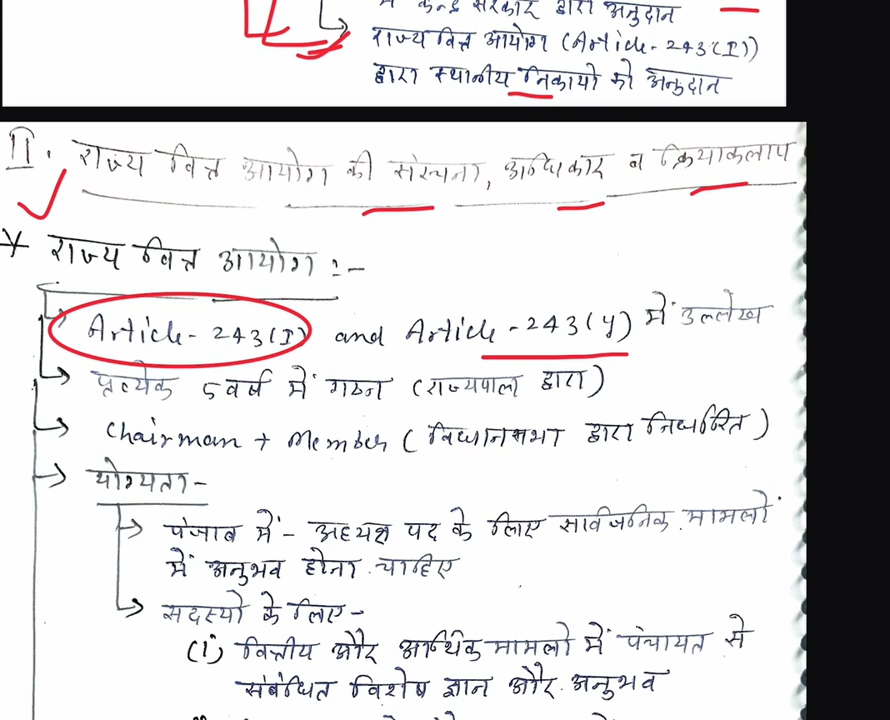 में केन्द्र सरकार द्वारा अनुदान
राज्य वित्त आयोग (Article-243(I))
द्वारा स्थानीय निकायो को अनुदान
II. राज्य वित्त आयोग की संरचना, अधिकार व क्रियाकलाप
* राज्य वित्त आयोग :-
Article-243(I) and Article-243(Y) में उल्लेख
प्रत्येक 5 वर्ष में गठन (राज्यपाल द्वारा)
Chairman + Member (विधानसभा द्वारा निर्धारित)
योग्यता-
पंजाब में - अध्यक्ष पद के लिए सार्वजनिक मामलों
में अनुभव होना चाहिए
सदस्यो के लिए-
(i) वित्तीय और आर्थिक मामलो में पंचायत से
संबंधित विशेष ज्ञान और अनुभव